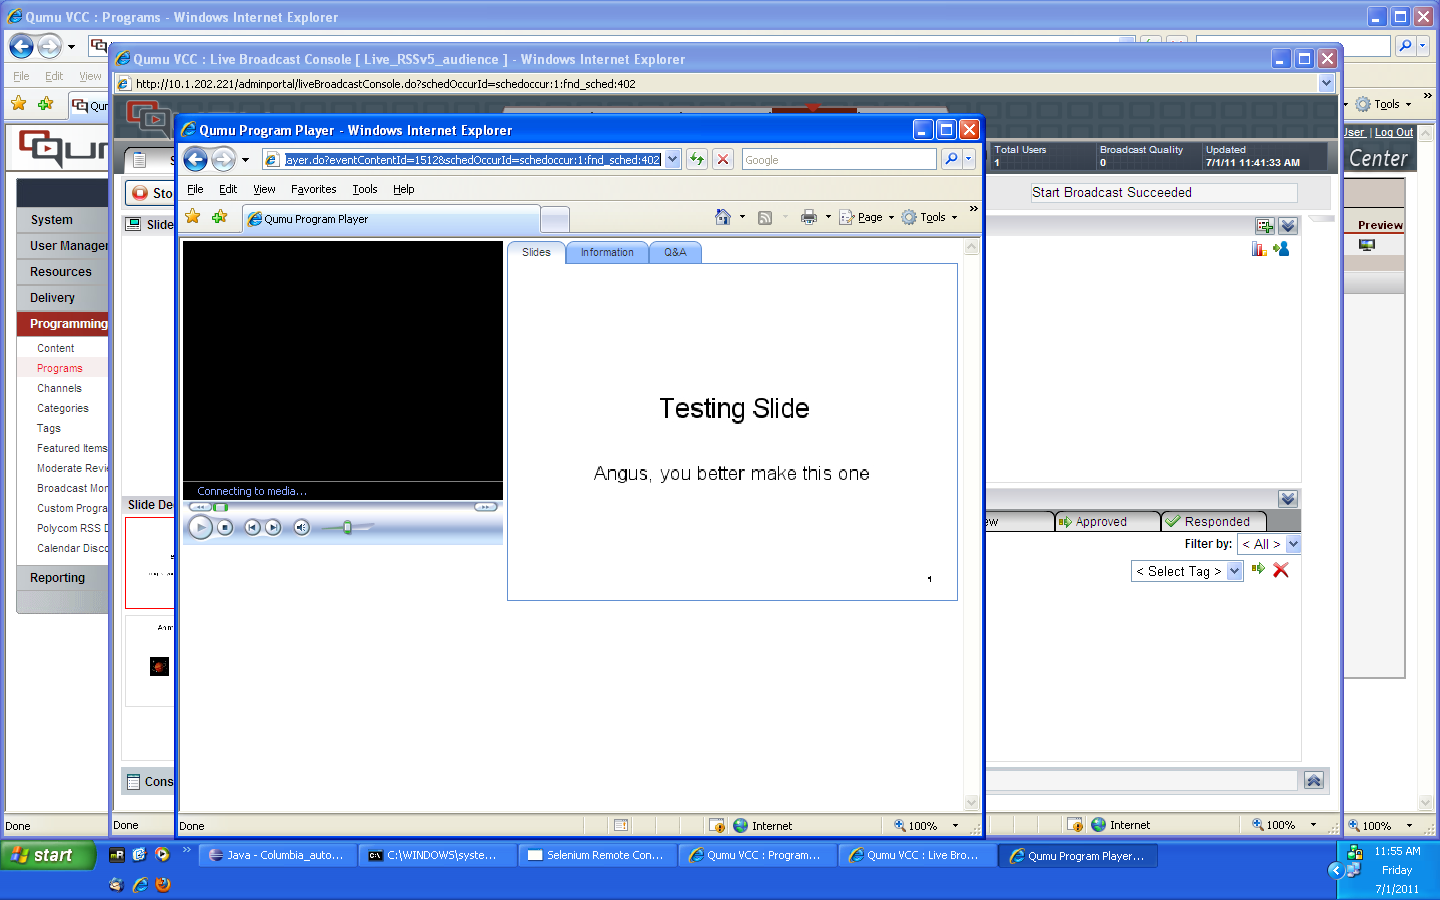 Qumu VCC : Programs - Windows Internet Explorer
File Edit View
Tools
User | Log Out
Center
System
User Manager
Resources
Delivery
Programming
Content
Programs
Channels
Categories
Tags
Featured Items
Moderate Revie
Broadcast Mon
Custom Progra
Polycom RSS D
Calendar Disco
Reporting
Preview
Done
100%
Qumu VCC : Live Broadcast Console [ Live_RSSv5_audience ] - Windows Internet Explorer
http://10.1.202.221/adminportal/liveBroadcastConsole.do?schedOccurId=schedoccur:1:fnd_sched:402
Total Users Broadcast Quality Updated
1 0 7/1/11 11:41:33 AM
Sto
Start Broadcast Succeeded
Slide
Slide De
Approved Responded
Filter by: < All >
< Select Tag >
Cons
Done Internet 100%
Qumu Program Player - Windows Internet Explorer
layer.do?eventContentId=1512&schedOccurId=schedoccur:1:fnd_sched:402
Google
File Edit View Favorites Tools Help
Qumu Program Player
Page Tools
Slides Information Q&A
Testing Slide
Angus, you better make this one
1
Connecting to media...
Done Internet 100%
start
Java - Columbia_auto...
C:\WINDOWS\syste...
Selenium Remote Con...
Qumu VCC : Program...
Qumu VCC : Live Bro...
Qumu Program Player...
11:55 AM
Friday
7/1/2011